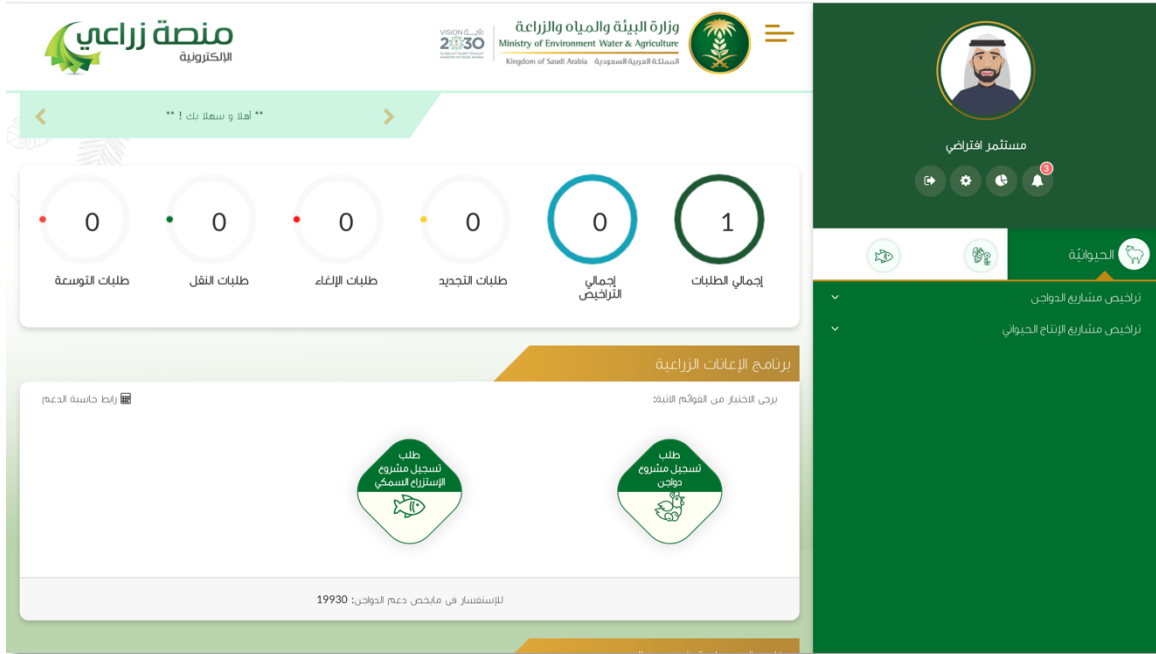 مستثمر افتراضي
3
الحيوانيّة
تراخيص مشاريع الدواجن
تراخيص مشاريع الإنتاج الحيواني
وزارة البيئة والمياه والزراعة
Ministry of Environment Water & Agriculture
المملكة العربية السعودية Kingdom of Saudi Arabia
VISION رؤيــة
2030
منصة زراعي
الإلكترونية
** أهلا و سهلا بك ! **
1
إجمالي الطلبات
0
إجمالي
التراخيص
0
طلبات التجديد
0
طلبات الإلغاء
0
طلبات النقل
0
طلبات التوسعة
برنامج الإعانات الزراعية
يرجى الاختيار من القوائم الاتية:
رابط حاسبة الدعم
طلب
تسجيل مشروع
دواجن
طلب
تسجيل مشروع
الإستزراع السمكي
للإستفسار في مايخص دعم الدواجن: 19930